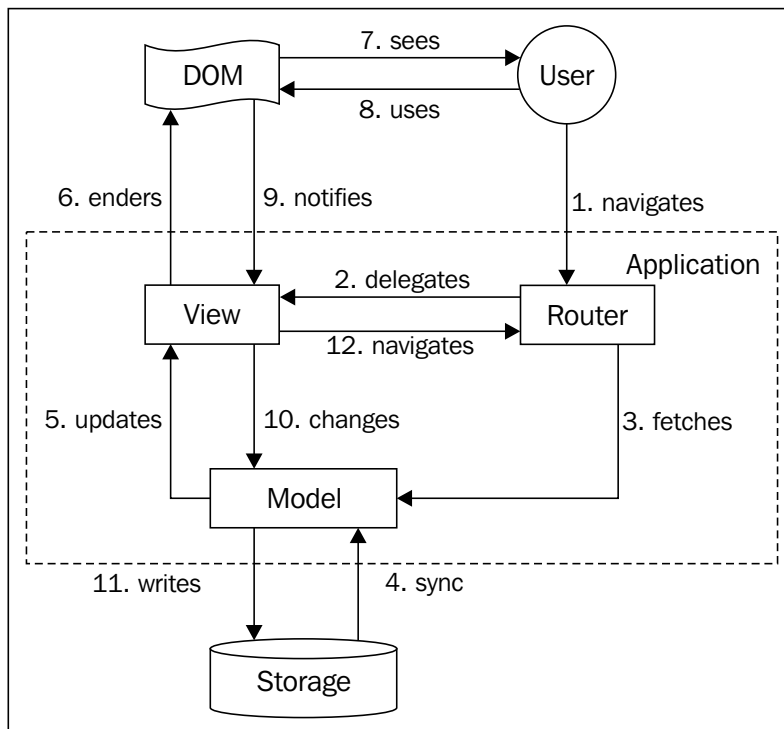 7. sees
DOM
User
8. uses
6. enders
9. notifies
1. navigates
Application
2. delegates
View
Router
12. navigates
5. updates
10. changes
3. fetches
Model
11. writes
4. sync
Storage